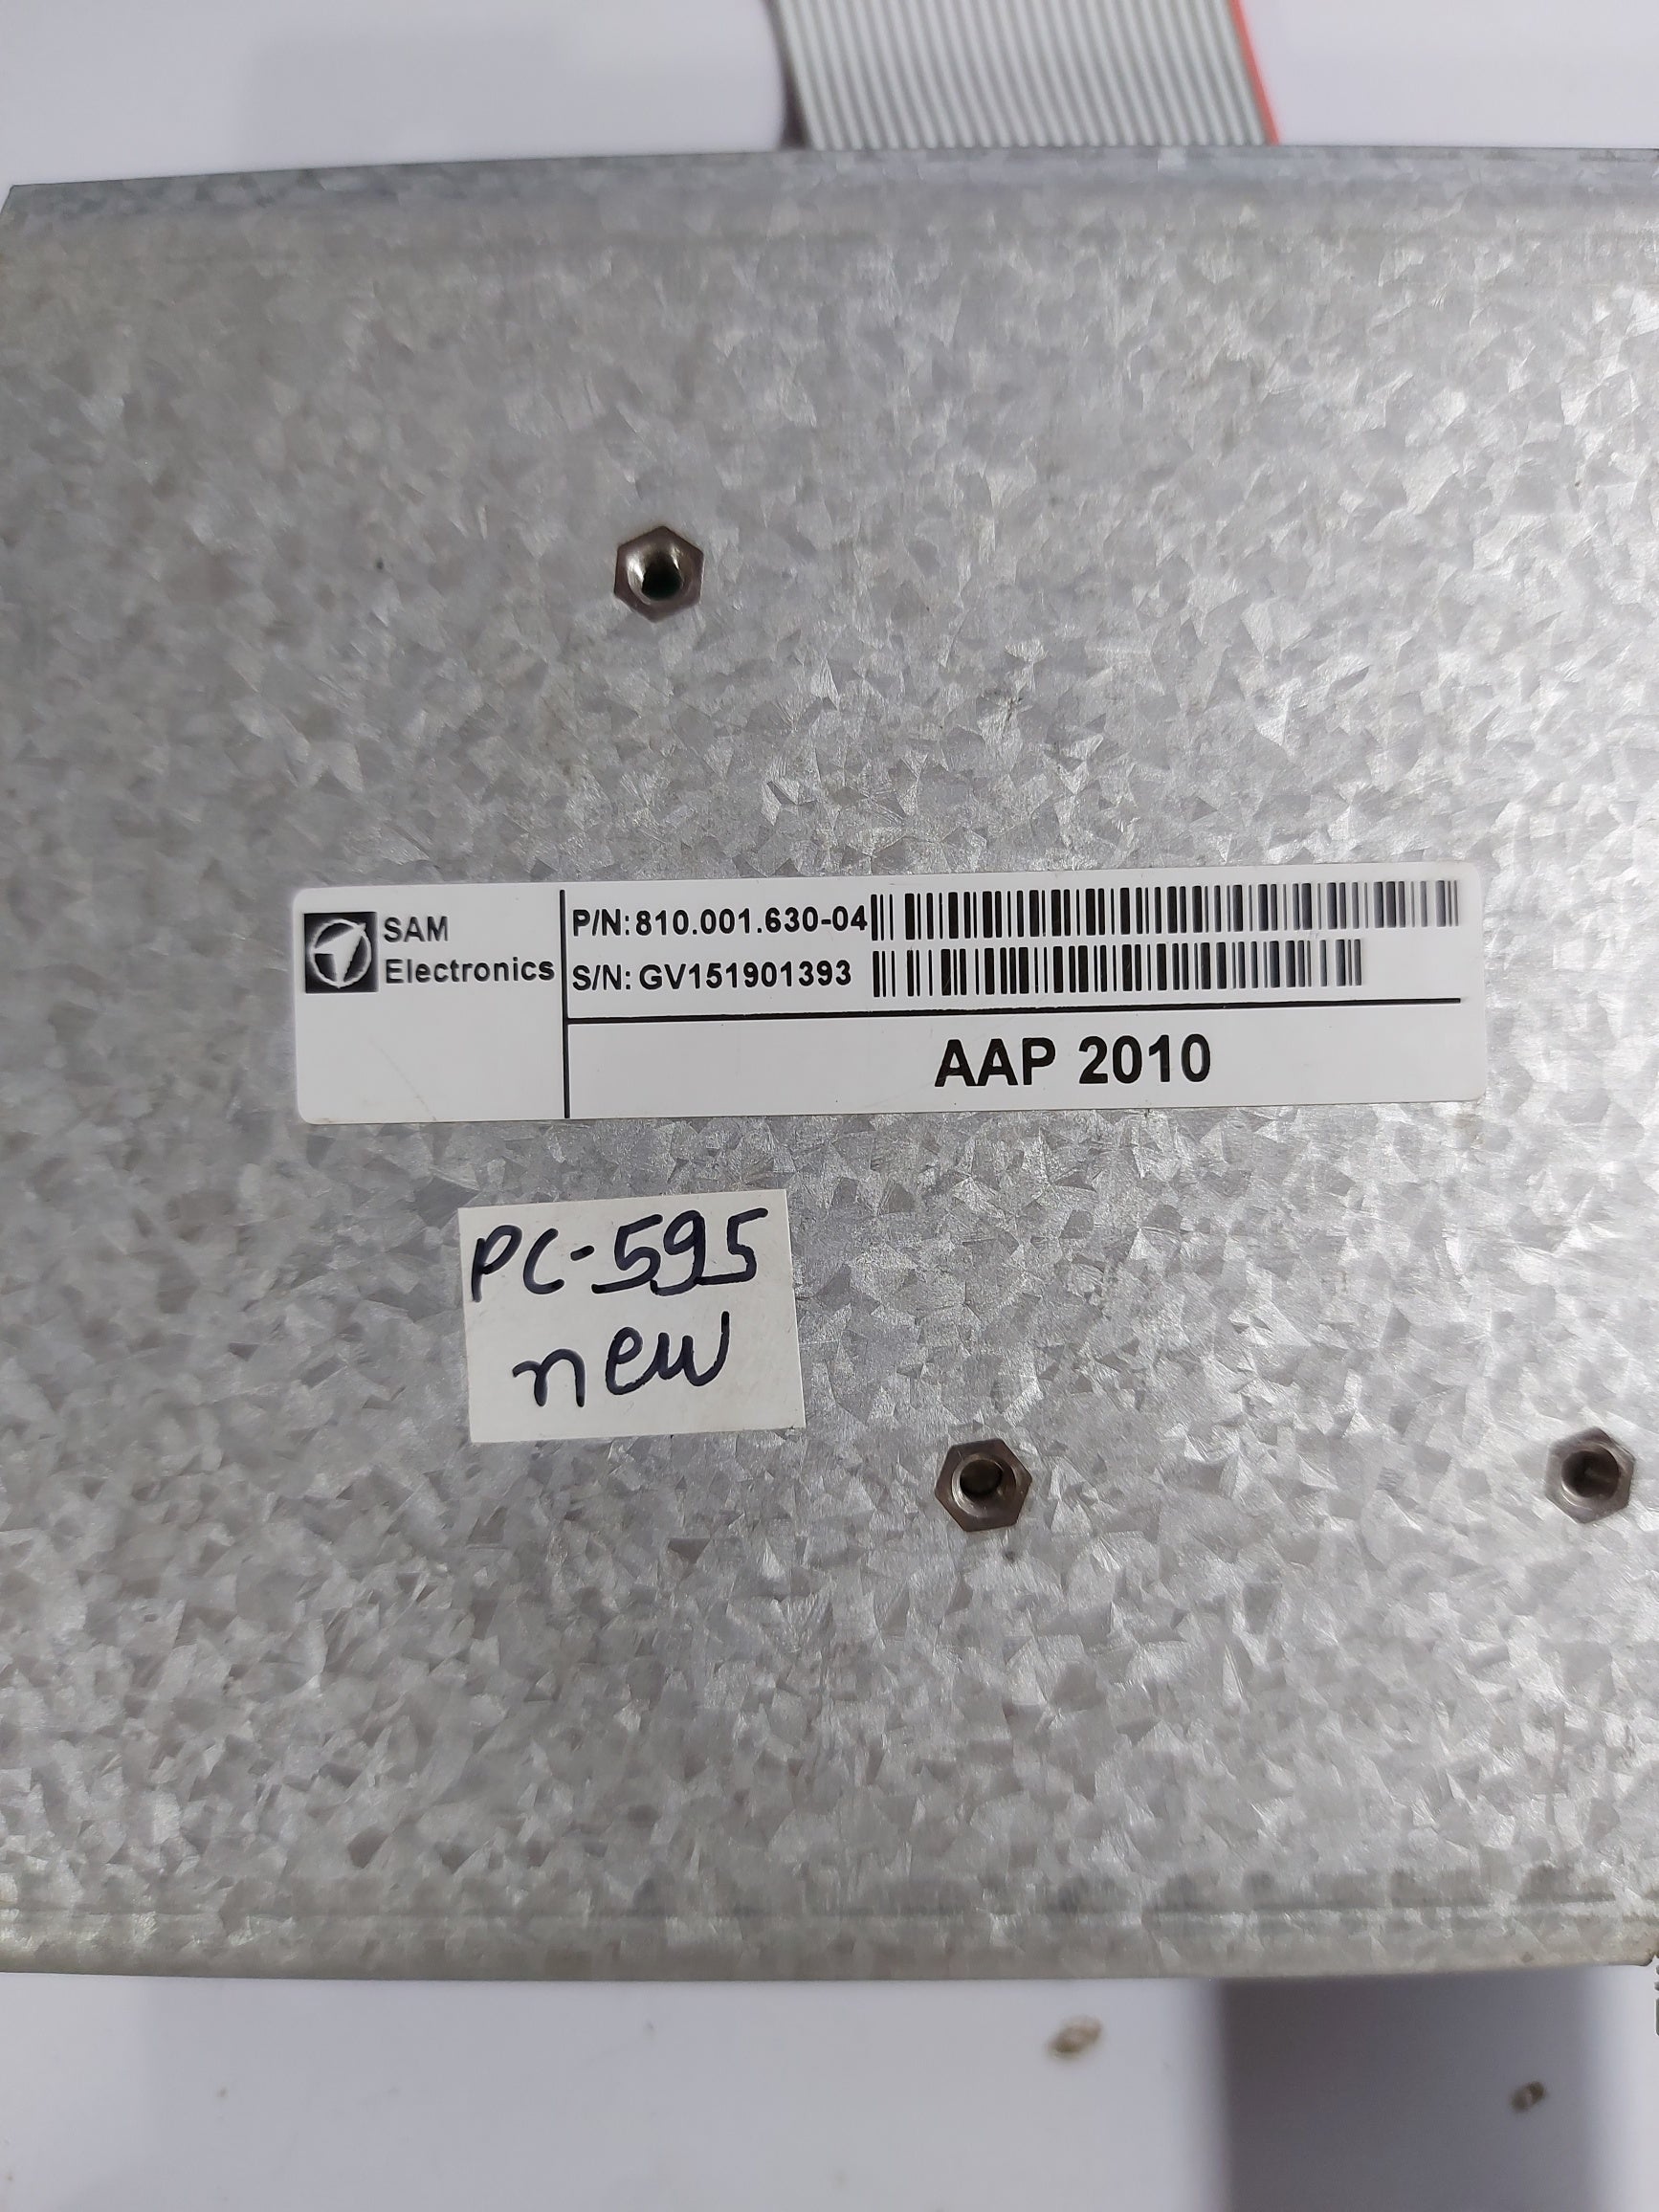 SAM
Electronics
P/N: 810.001.630-04
S/N: GV151901393
AAP 2010
PC-595
new